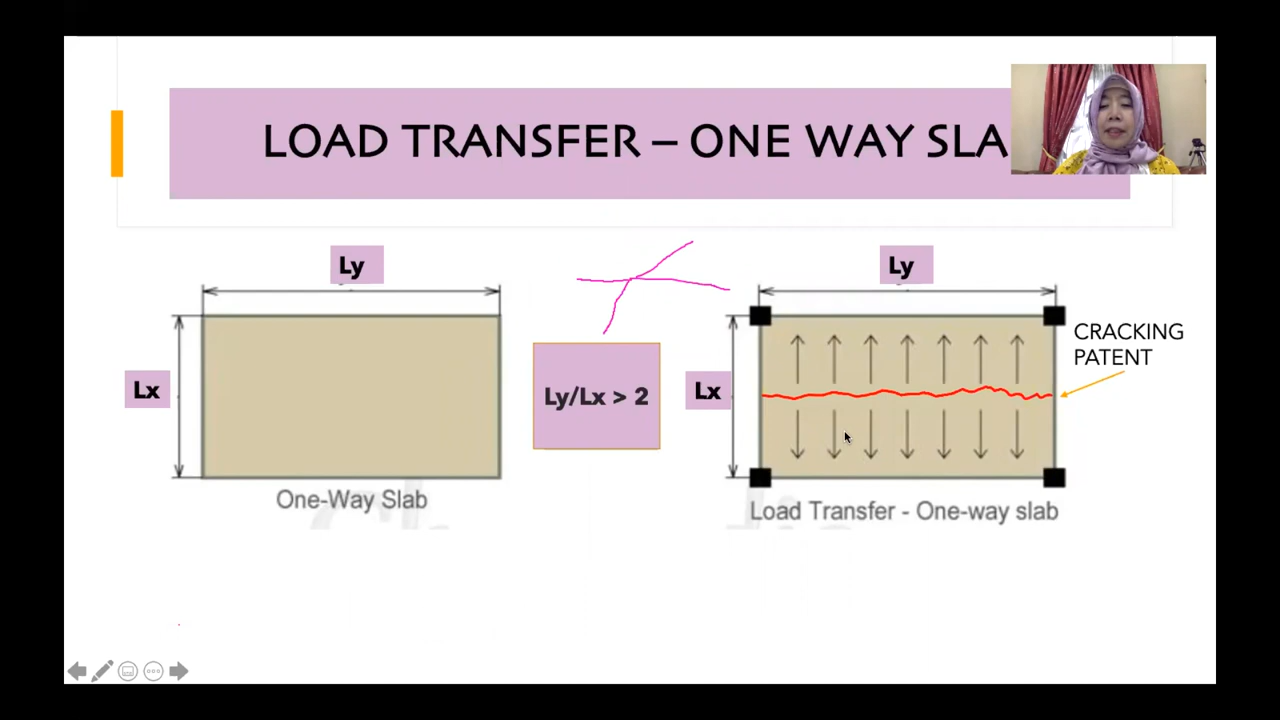 LOAD TRANSFER – ONE WAY SLA
Ly
Ly
Lx
Ly/Lx > 2
Lx
CRACKING
PATENT
One-Way Slab
Load Transfer - One-way slab